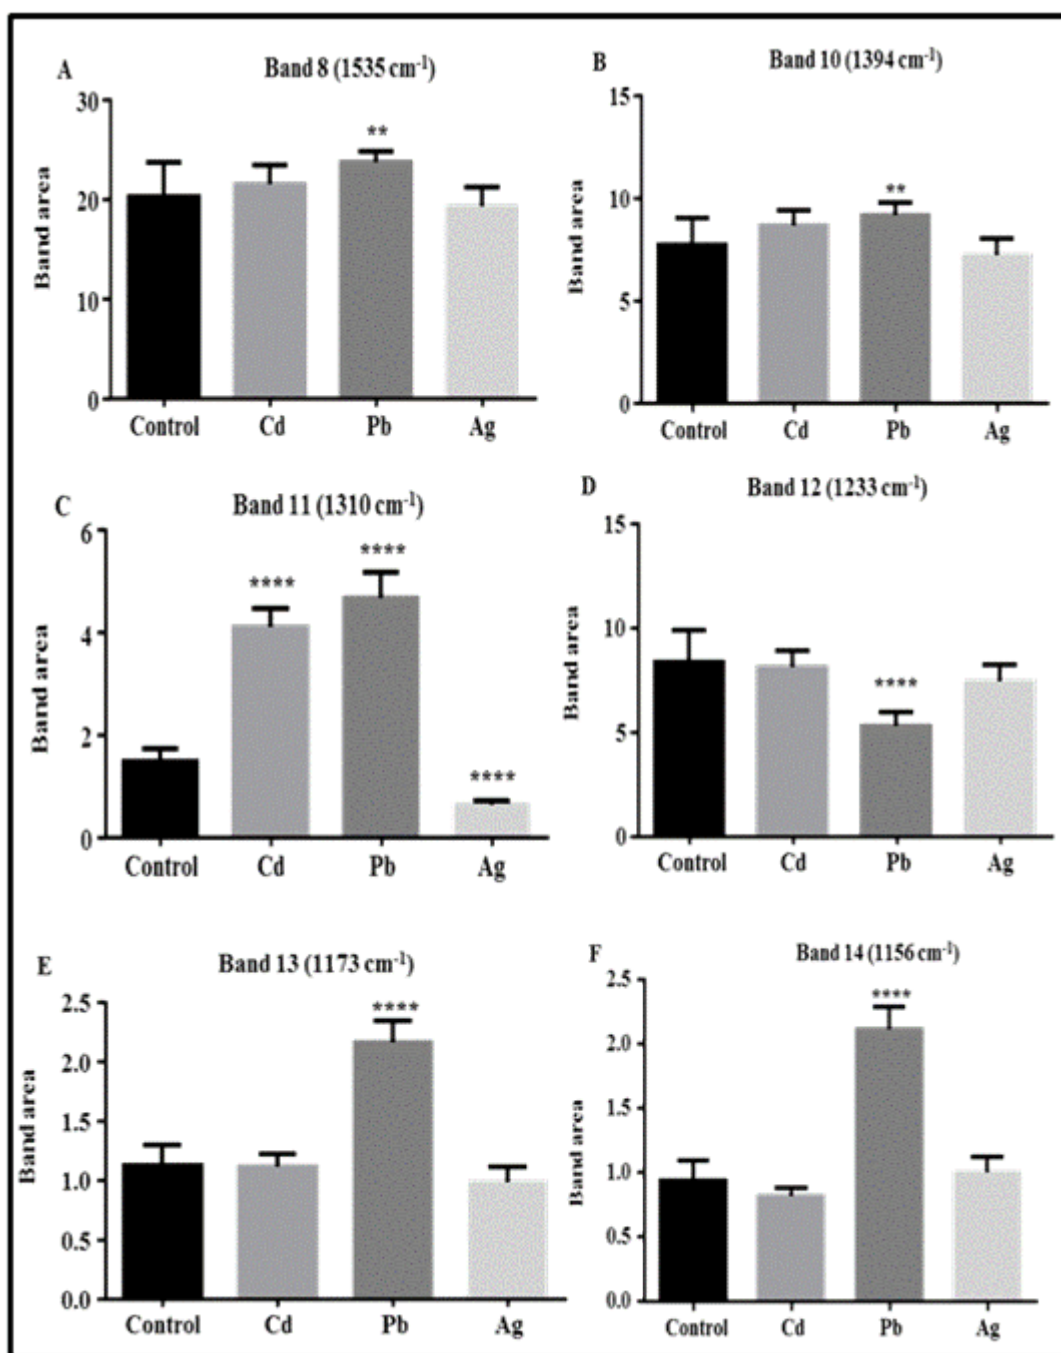 A
Band 8 (1535 cm-1)
30
20
10
0
Band area
**
Control Cd Pb Ag
B
Band 10 (1394 cm-1)
15
10
5
0
Band area
**
Control Cd Pb Ag
C
Band 11 (1310 cm-1)
6
4
2
0
Band area
****
****
****
Control Cd Pb Ag
D
Band 12 (1233 cm-1)
15
10
5
0
Band area
****
Control Cd Pb Ag
E
Band 13 (1173 cm-1)
2.5
2.0
1.5
1.0
0.5
0.0
Band area
****
Control Cd Pb Ag
F
Band 14 (1156 cm-1)
2.5
2.0
1.5
1.0
0.5
0.0
Band area
****
Control Cd Pb Ag